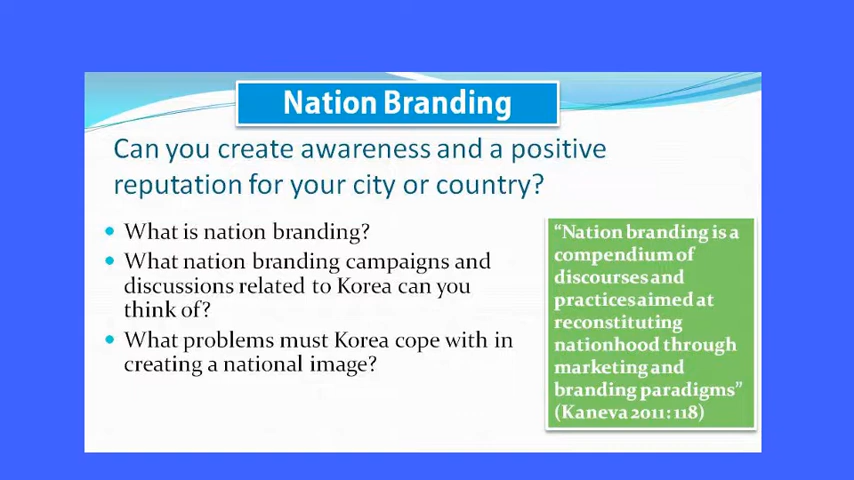 Nation Branding
Can you create awareness and a positive
reputation for your city or country?
What is nation branding?
What nation branding campaigns and
discussions related to Korea can you
think of?
What problems must Korea cope with in
creating a national image?
“Nation branding is a
compendium of
discourses and
practices aimed at
reconstituting
nationhood through
marketing and
branding paradigms”
(Kaneva 2011: 118)